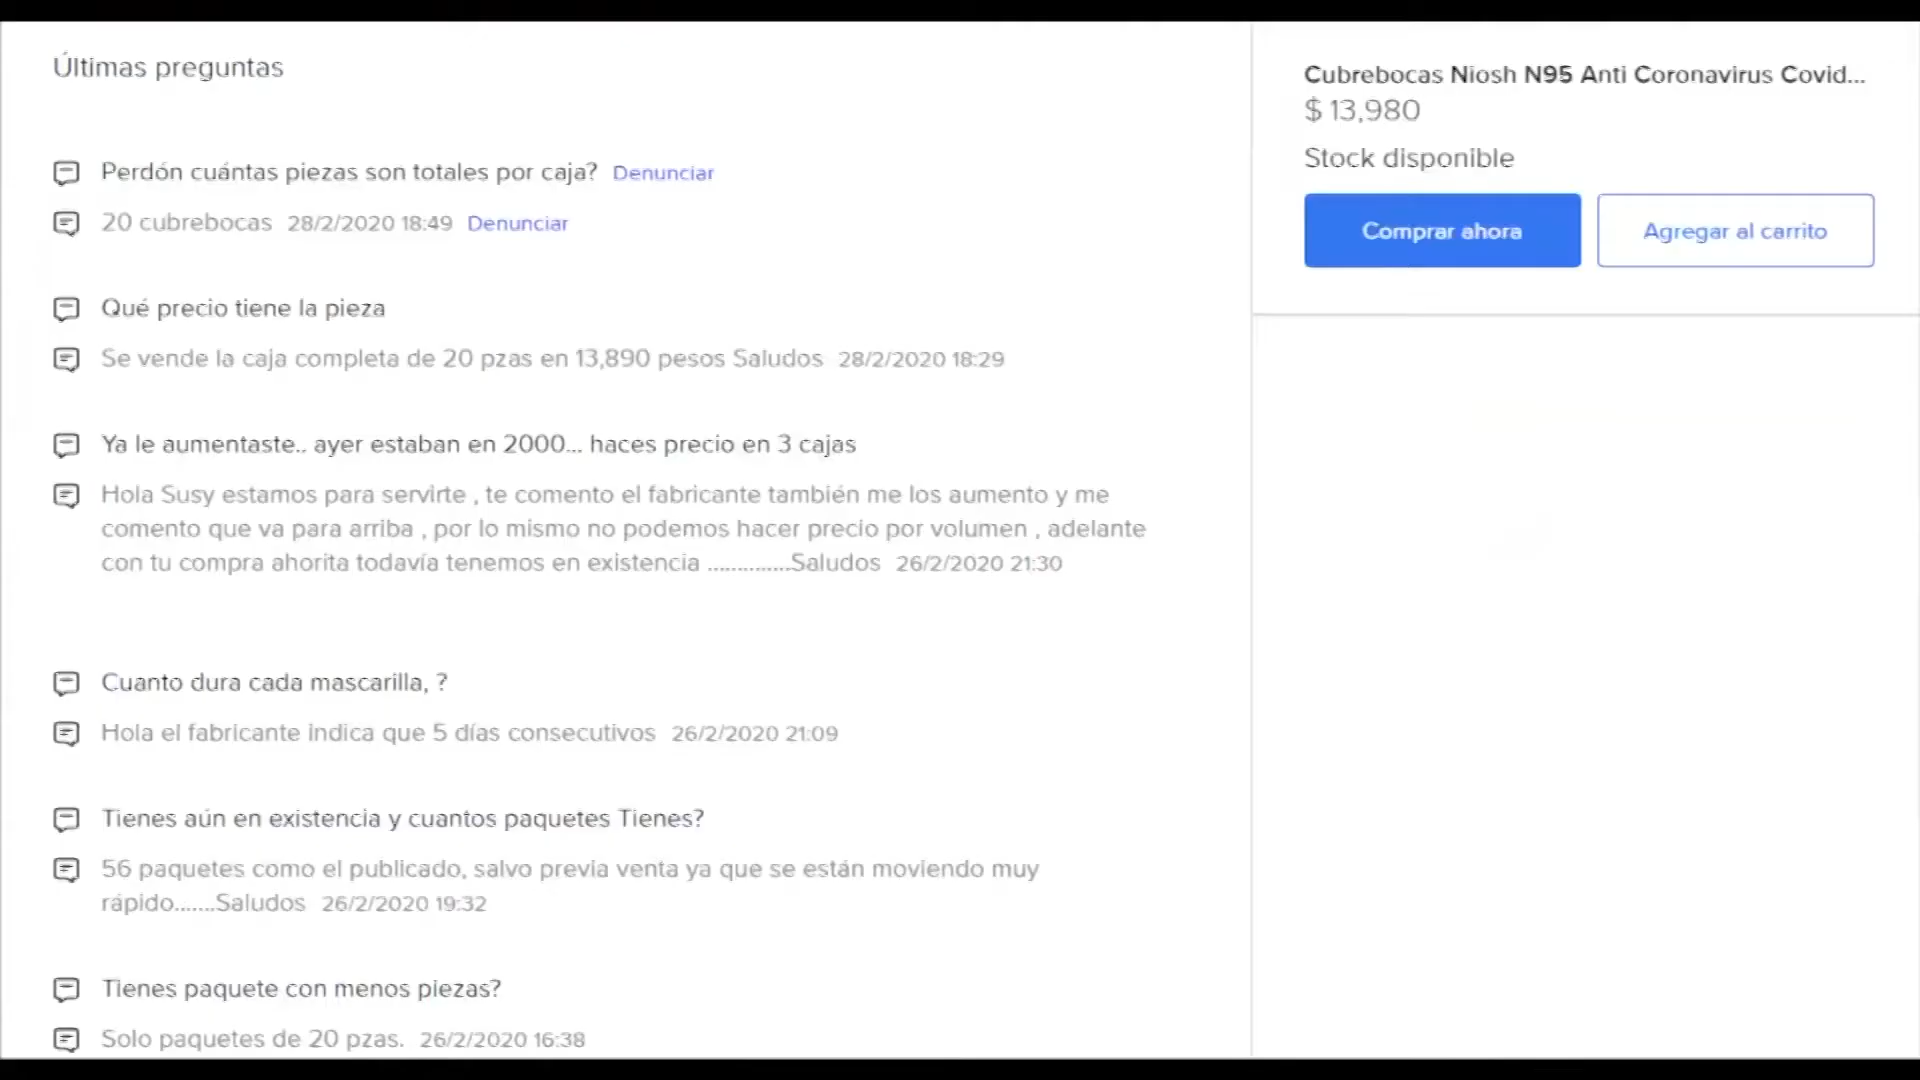 Últimas preguntas
Perdón cuántas piezas son totales por caja? Denunciar
20 cubrebocas 28/2/2020 18:49 Denunciar
Qué precio tiene la pieza
Se vende la caja completa de 20 pzas en 13,890 pesos Saludos 28/2/2020 18:29
Ya le aumentaste.. ayer estaban en 2000... haces precio en 3 cajas
Hola Susy estamos para servirte , te comento el fabricante también me los aumento y me
comento que va para arriba , por lo mismo no podemos hacer precio por volumen , adelante
con tu compra ahorita todavía tenemos en existencia ..............Saludos 26/2/2020 21:30
Cuanto dura cada mascarilla, ?
Hola el fabricante indica que 5 días consecutivos 26/2/2020 21:09
Tienes aún en existencia y cuantos paquetes Tienes?
56 paquetes como el publicado, salvo previa venta ya que se están moviendo muy
rápido.......Saludos 26/2/2020 19:32
Tienes paquete con menos piezas?
Solo paquetes de 20 pzas. 26/2/2020 16:38
Cubrebocas Niosh N95 Anti Coronavirus Covid...
$ 13,980
Stock disponible
Comprar ahora
Agregar al carrito